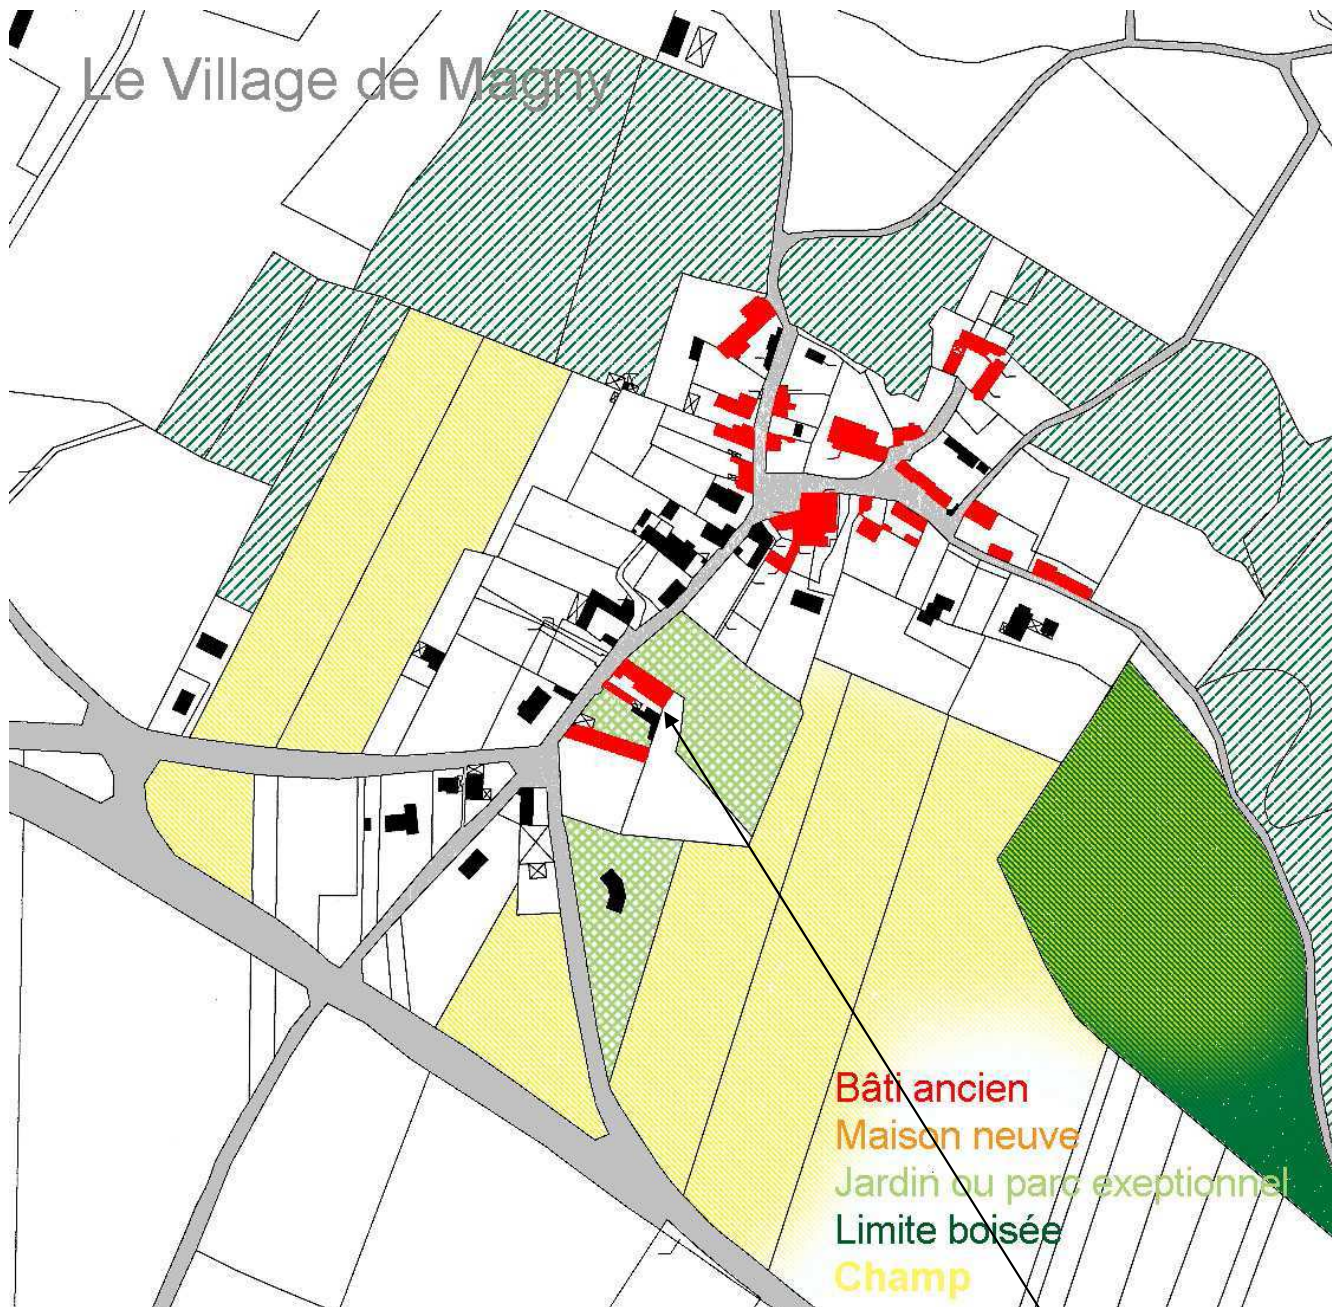 Le Village de Magny
Bâti ancien
Maison neuve
Jardin ou parc exeptionnel
Limite boisée
Champ